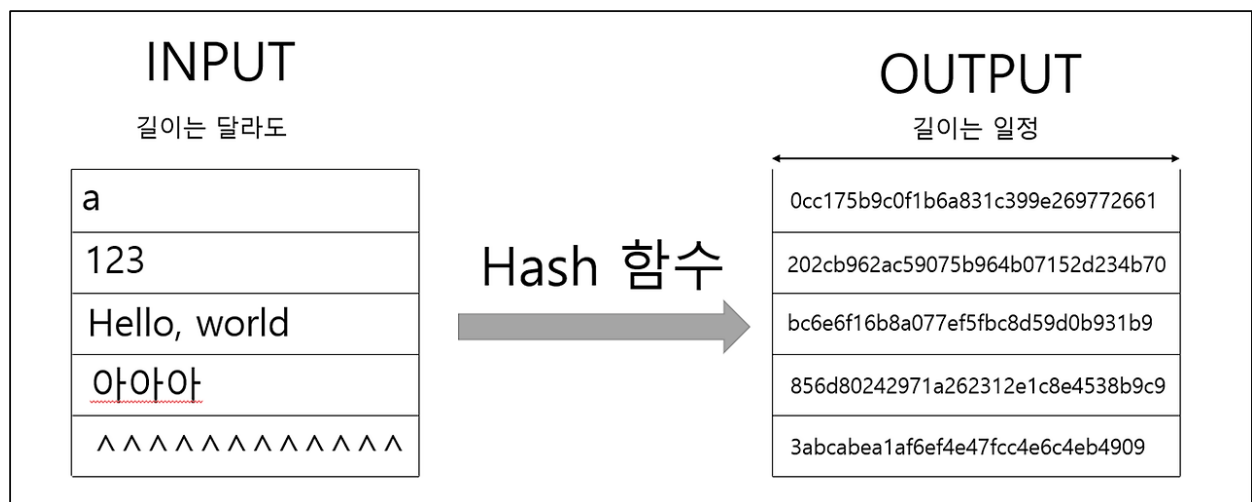 INPUT
길이는 달라도
a
123
Hello, world
아아아
^^^^^^^^^^^^
Hash 함수
OUTPUT
길이는 일정
0cc175b9c0f1b6a831c399e269772661
202cb962ac59075b964b07152d234b70
bc6e6f16b8a077ef5fbc8d59d0b931b9
856d80242971a262312e1c8e4538b9c9
3abcabea1af6ef4e47fcc4e6c4eb4909